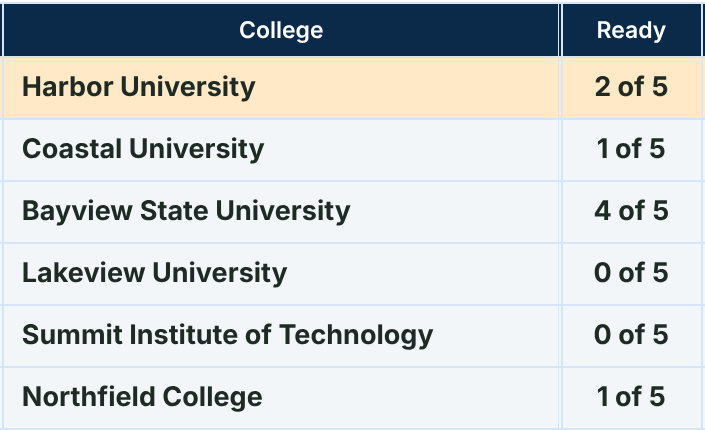 College Ready
Harbor University 2 of 5
Coastal University 1 of 5
Bayview State University 4 of 5
Lakeview University 0 of 5
Summit Institute of Technology 0 of 5
Northfield College 1 of 5